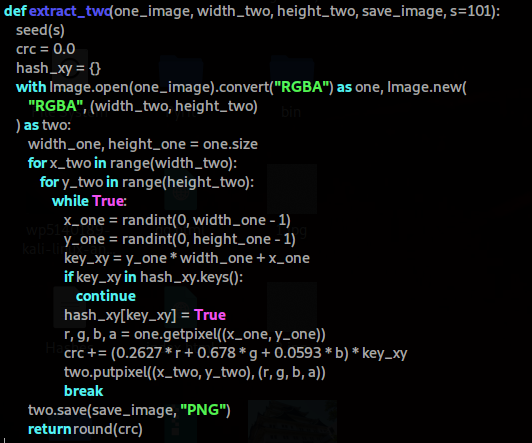 def extract_two(one_image, width_two, height_two, save_image, s=101):
seed(s)
crc = 0.0
hash_xy = {}
with Image.open(one_image).convert("RGBA") as one, Image.new(
"RGBA", (width_two, height_two)
) as two:
width_one, height_one = one.size
for x_two in range(width_two):
for y_two in range(height_two):
while True:
x_one = randint(0, width_one - 1)
y_one = randint(0, height_one - 1)
key_xy = y_one * width_one + x_one
if key_xy in hash_xy.keys():
continue
hash_xy[key_xy] = True
r, g, b, a = one.getpixel((x_one, y_one))
crc += (0.2627 * r + 0.678 * g + 0.0593 * b) * key_xy
two.putpixel((x_two, y_two), (r, g, b, a))
break
two.save(save_image, "PNG")
return round(crc)